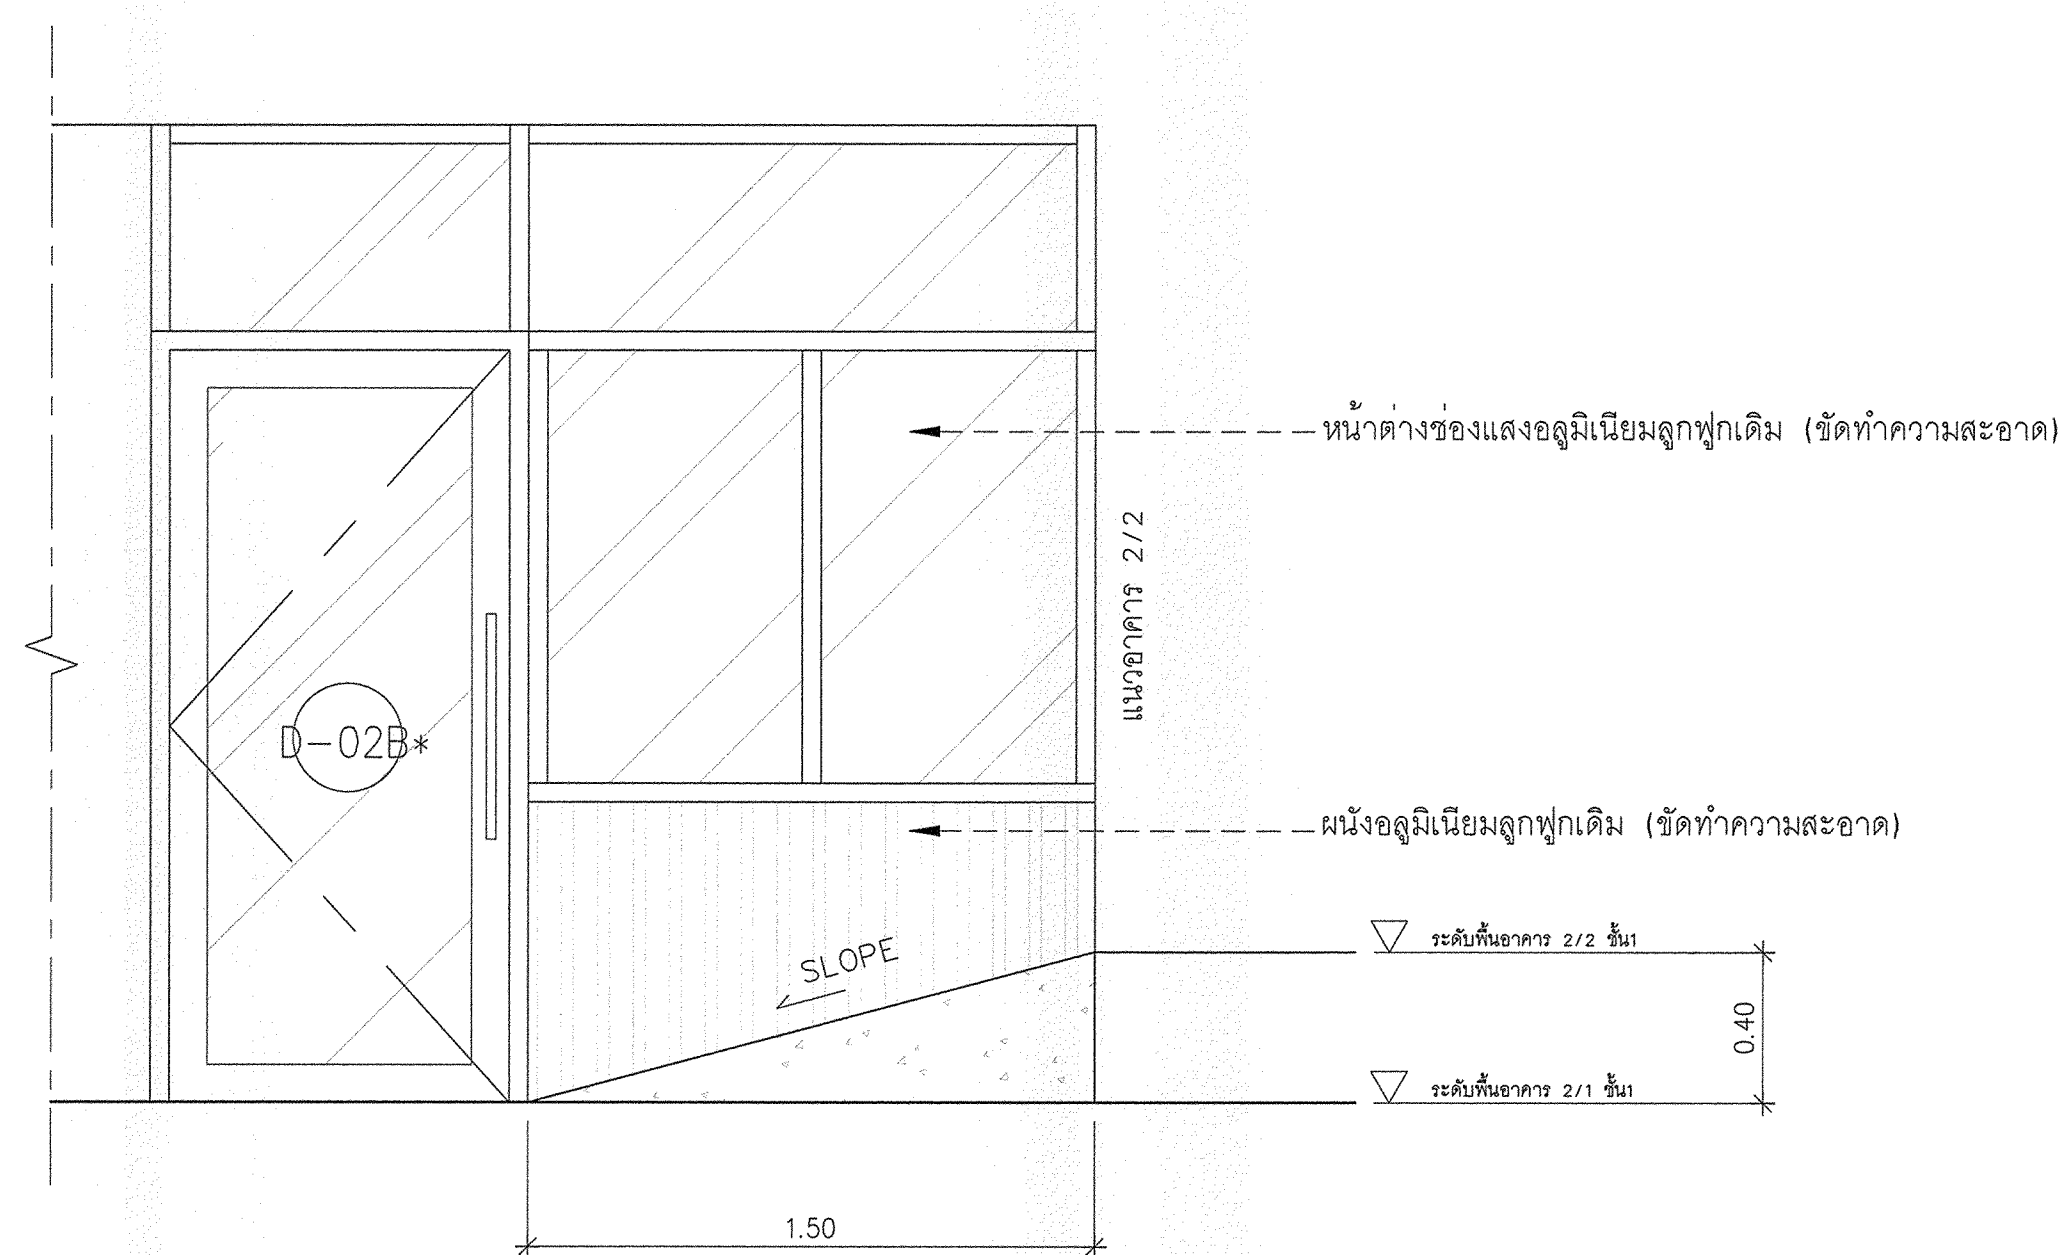 หน้าต่างช่องแสงอลูมิเนียมลูกฟูกเดิม (ขัดทำความสะอาด)
แนวอาคาร 2/2
D-02B*
ผนังอลูมิเนียมลูกฟูกเดิม (ขัดทำความสะอาด)
SLOPE
ระดับพื้นอาคาร 2/2 ชั้น1
0.40
ระดับพื้นอาคาร 2/1 ชั้น1
1.50